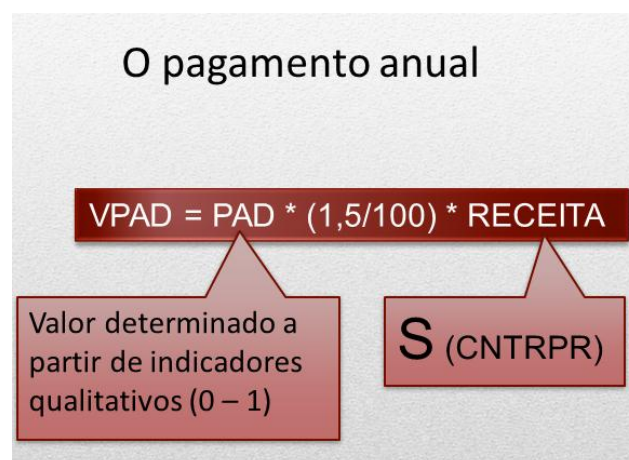 O pagamento anual
VPAD = PAD * (1,5/100) * RECEITA
Valor determinado a
partir de indicadores
qualitativos (0 – 1)
S (CNTRPR)